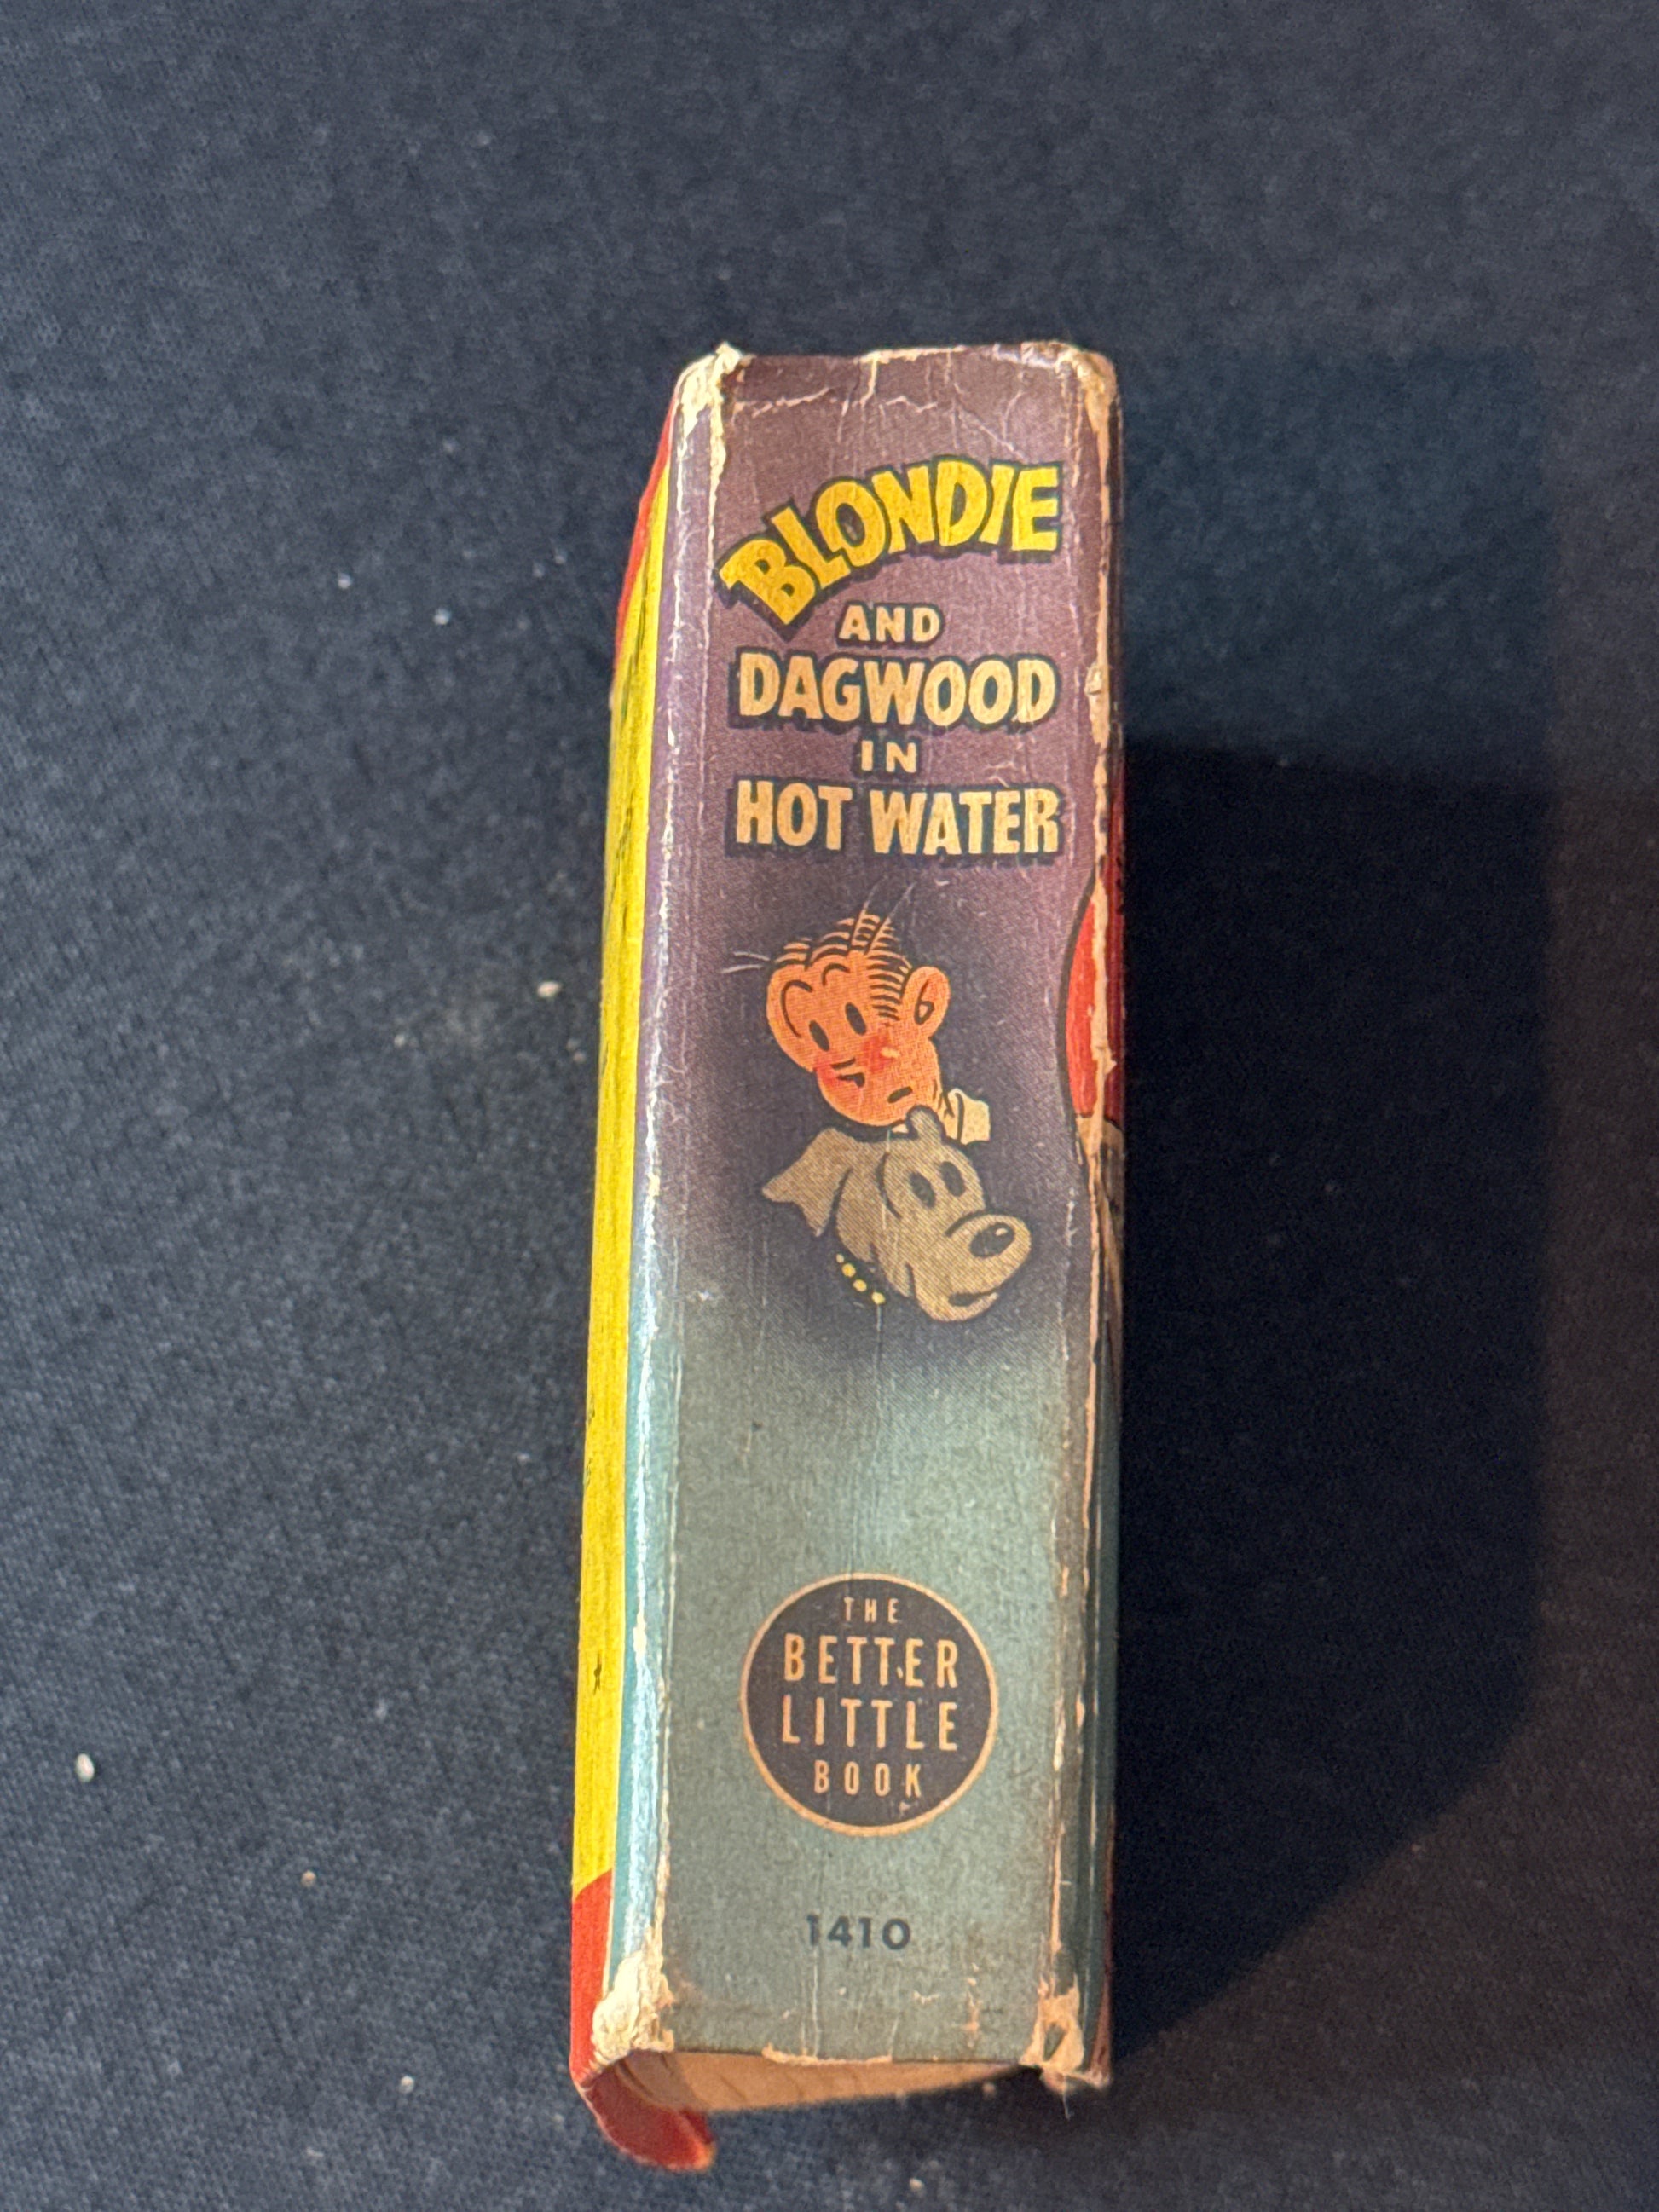 BLONDIE
AND
DAGWOOD
IN
HOT WATER
THE
BETTER
LITTLE
BOOK
1410